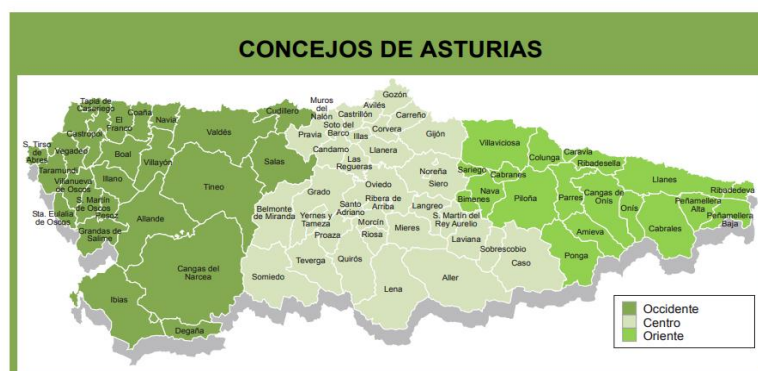 CONCEJOS DE ASTURIAS
Tapia de
Casariego
Coaña
El
Franco
Navia
Castropol
Valdés
Cudillero
Muros
del
Nalón
Soto del
Barco
Castrillón
Avilés
Gozón
Carreño
Illas
Corvera
Gijón
Pravia
S. Tirso
de
Abres
Vegadeo
Boal
Villayón
Salas
Candamo
Las
Regueras
Llanera
Noreña
Siero
Villaviciosa
Colunga
Caravia
Ribadesella
Sariego
Cabranes
Nava
Bimenes
Piloña
Parres
Cangas de
Onís
Llanes
Ribadedeva
Peñamellera
Alta
Peñamellera
Baja
Onís
Cabrales
Amieva
Ponga
Taramundi
Villanueva
de Oscos
Illano
S. Martín
de Oscos
Pesoz
Sta. Eulalia
de Oscos
Grandas de
Salime
Allande
Tineo
Grado
Oviedo
Belmonte
de Miranda
Yernes y
Tameza
Santo
Adriano
Ribera de
Arriba
Langreo
Proaza
Morcín
Riosa
Mieres
S. Martín del
Rey Aurelio
Laviana
Sobrescobio
Caso
Cangas del
Narcea
Somiedo
Teverga
Quirós
Lena
Aller
Ibias
Degaña
Occidente
Centro
Oriente